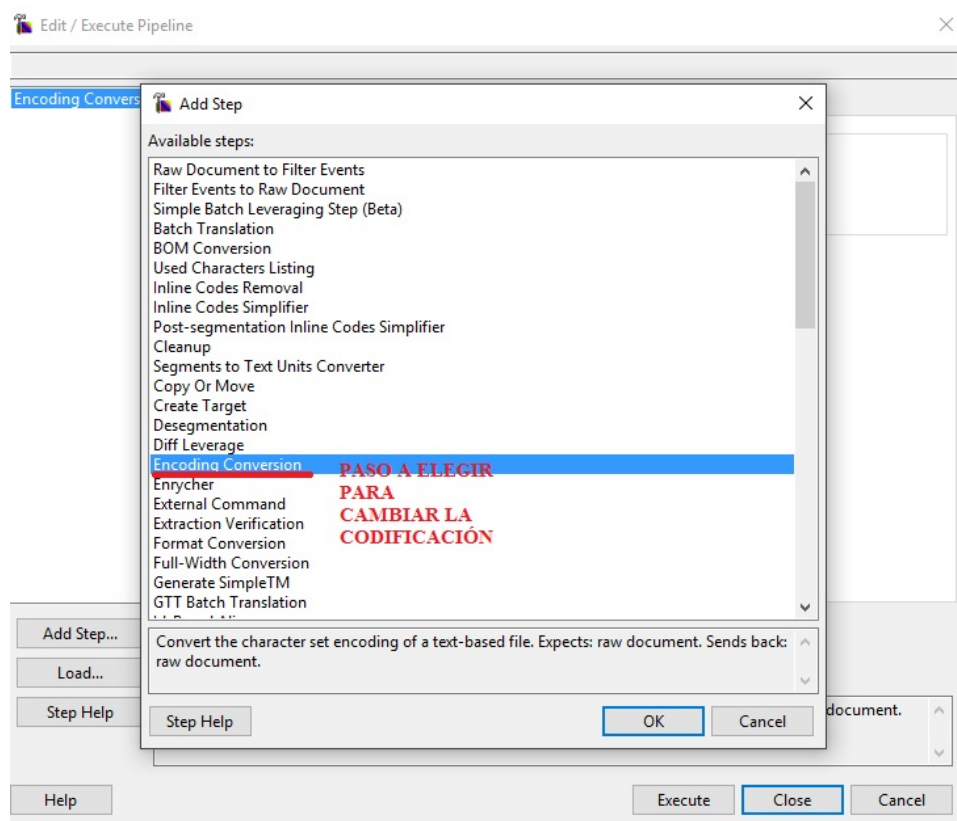 Edit / Execute Pipeline
Encoding Convers
Add Step
Available steps:
Raw Document to Filter Events
Filter Events to Raw Document
Simple Batch Leveraging Step (Beta)
Batch Translation
BOM Conversion
Used Characters Listing
Inline Codes Removal
Inline Codes Simplifier
Post-segmentation Inline Codes Simplifier
Cleanup
Segments to Text Units Converter
Copy Or Move
Create Target
Desegmentation
Diff Leverage
Encoding Conversion
Enrycher
External Command
Extraction Verification
Format Conversion
Full-Width Conversion
Generate SimpleTM
GTT Batch Translation
PASO A ELEGIR
PARA
CAMBIAR LA
CODIFICACIÓN
Convert the character set encoding of a text-based file. Expects: raw document. Sends back:
raw document.
Step Help
OK
Cancel
Add Step...
Load...
Step Help
document.
Help
Execute
Close
Cancel